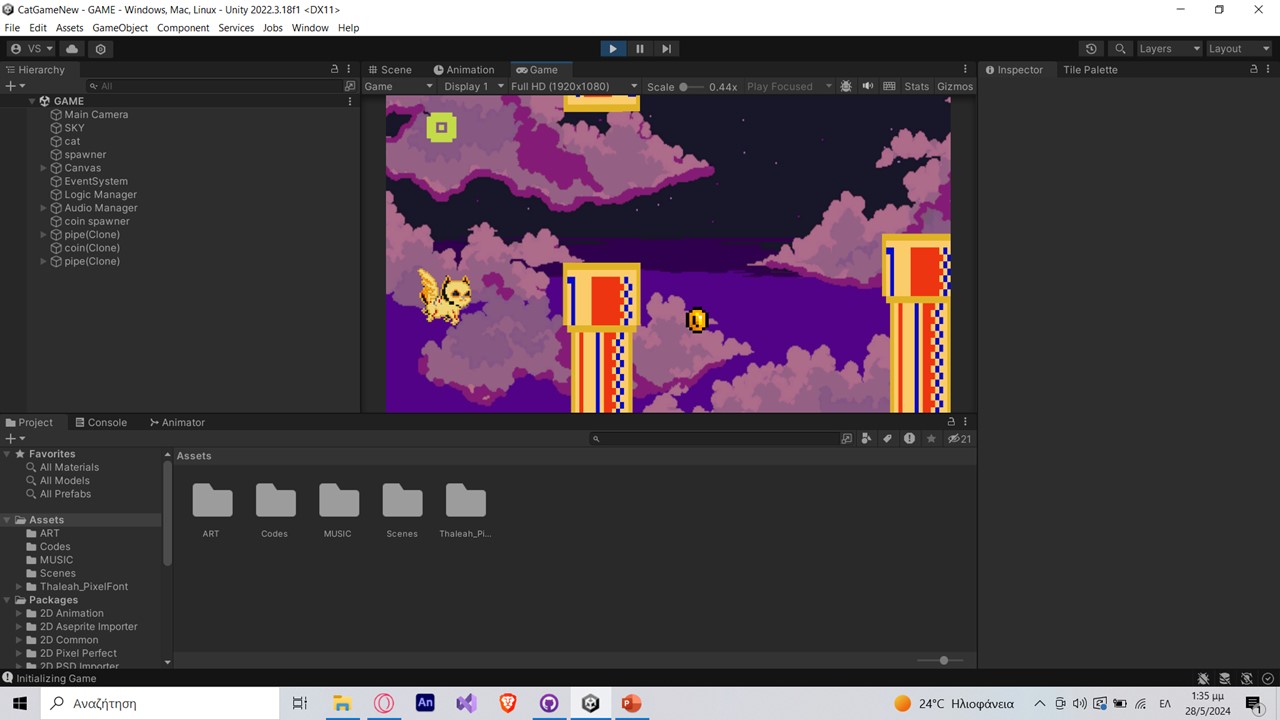 CatGameNew - GAME - Windows, Mac, Linux - Unity 2022.3.18f1 <DX11>
File Edit Assets GameObject Component Services Jobs Window Help
VS Layers Layout
Hierarchy
All
GAME
Main Camera
SKY
cat
spawner
Canvas
EventSystem
Logic Manager
Audio Manager
coin spawner
pipe(Clone)
coin(Clone)
pipe(Clone)
Scene Animation Game
Game Display 1 Full HD (1920x1080) Scale 0.44x Play Focused Stats Gizmos
Inspector Tile Palette
Project Console Animator
21
Favorites
All Materials
All Models
All Prefabs
Assets
ART
Codes
MUSIC
Scenes
Thaleah_PixelFont
Packages
2D Animation
2D Aseprite Importer
2D Common
2D Pixel Perfect
2D PSD Importer
Assets
ART Codes MUSIC Scenes Thaleah_Pi...
Initializing Game
Αναζήτηση
An
24°C Ηλιοφάνεια
ΕΛ
1:35 μμ
28/5/2024
1